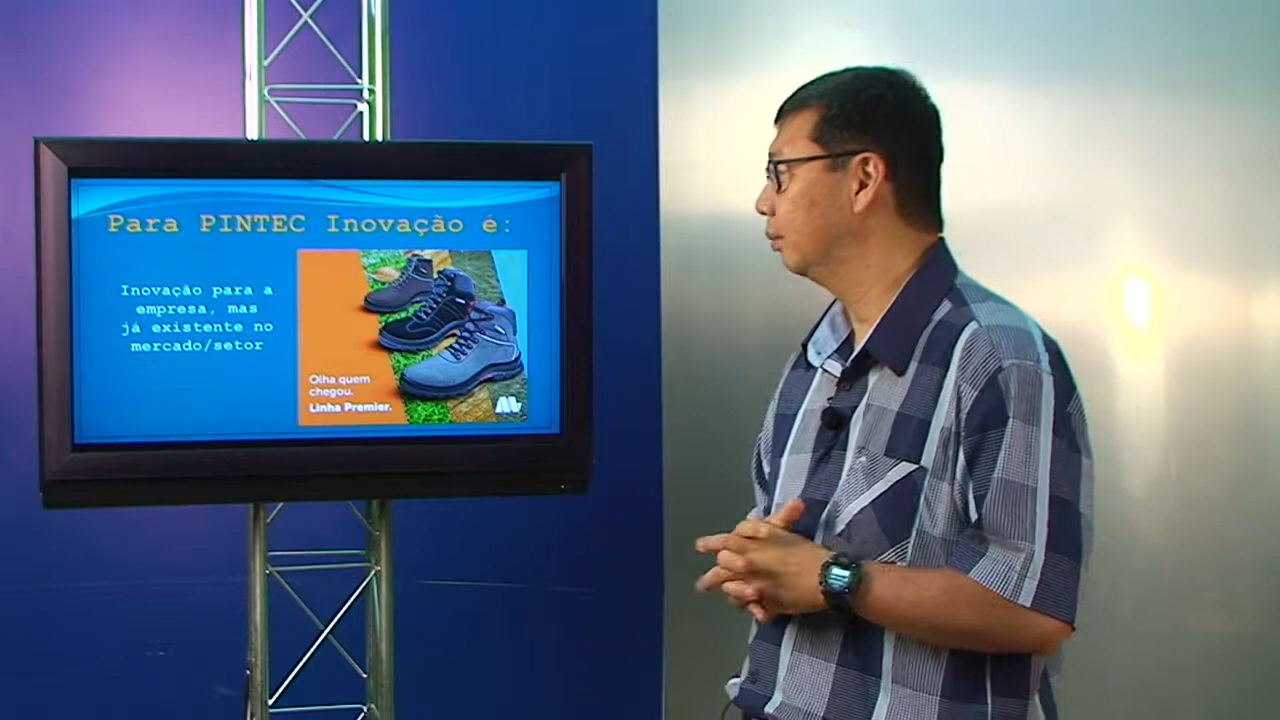 Para PINTEC Inovação é:
Inovação para a
empresa, mas
já existente no
mercado/setor
Olha quem
chegou.
Linha Premier.